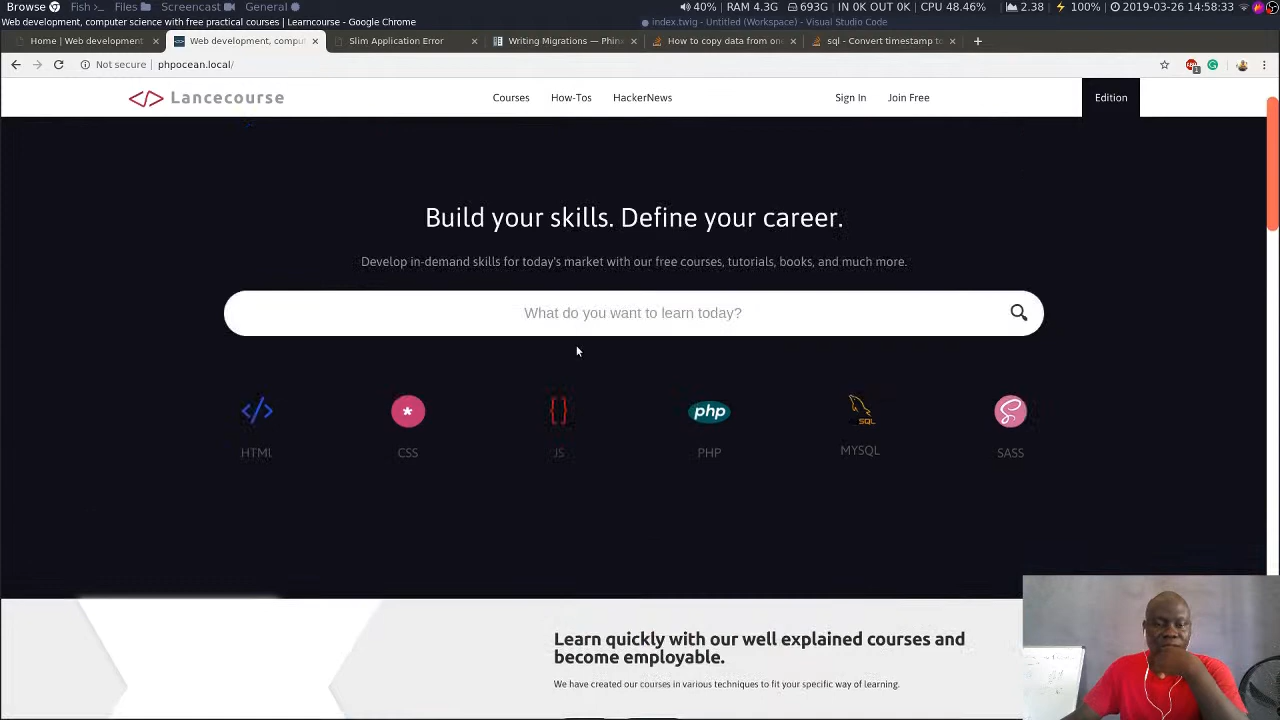 Browse Fish >_ Files Screencast General 40% RAM 4.3G 693G IN 0K OUT 0K CPU 48.46% 2.38 100% 2019-03-26 14:58:33
Web development, computer science with free practical courses | Learncourse - Google Chrome index.twig - Untitled (Workspace) - Visual Studio Code
Home | Web development Web development, compu Slim Application Error Writing Migrations — Phin How to copy data from one sql - Convert timestamp to
Not secure | phpocean.local/
</> Lancecourse Courses How-Tos HackerNews Sign In Join Free Edition
Build your skills. Define your career.
Develop in-demand skills for today's market with our free courses, tutorials, books, and much more.
What do you want to learn today?
</> * {} php SQL
HTML CSS JS PHP MYSQL SASS
Learn quickly with our well explained courses and
become employable.
We have created our courses in various techniques to fit your specific way of learning.